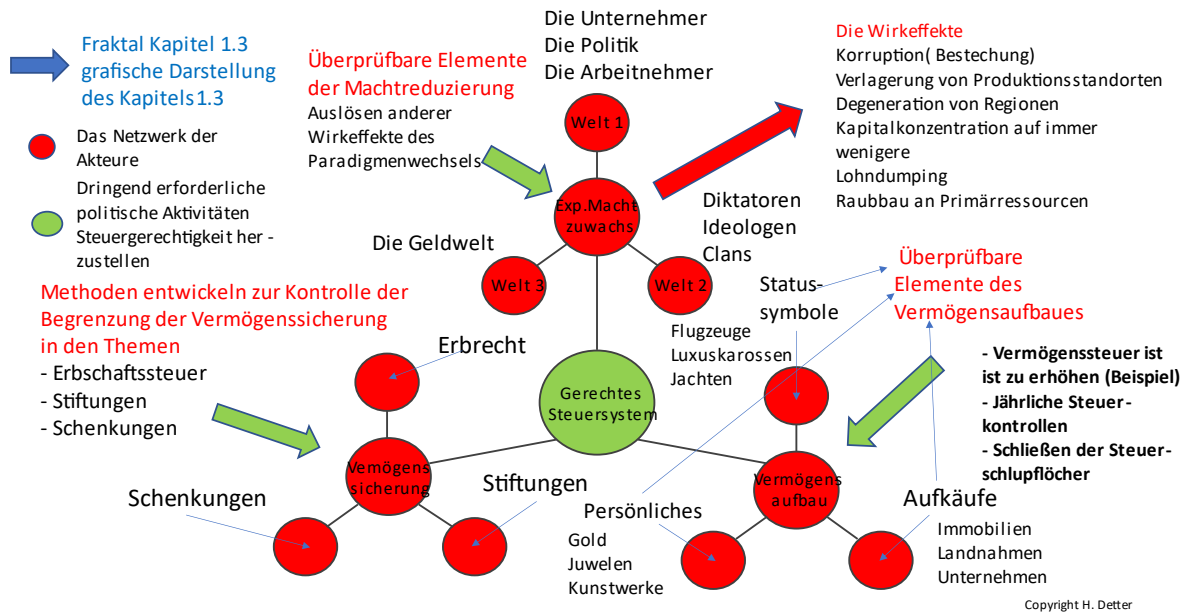 Fraktal Kapitel 1.3
grafische Darstellung
des Kapitels 1.3
Das Netzwerk der
Akteure
Dringend erforderliche
politische Aktivitäten
Steuergerechtigkeit her -
zustellen
Überprüfbare Elemente
der Machtreduzierung
Auslösen anderer
Wirkeffekte des
Paradigmenwechsels
Die Unternehmer
Die Politik
Die Arbeitnehmer
Welt 1
Exp.Macht
zuwachs
Die Geldwelt
Welt 3
Welt 2
Diktatoren
Ideologen
Clans
Die Wirkeffekte
Korruption( Bestechung)
Verlagerung von Produktionsstandorten
Degeneration von Regionen
Kapitalkonzentration auf immer
wenigere
Lohndumping
Raubbau an Primärressourcen
Methoden entwickeln zur Kontrolle der
Begrenzung der Vermögenssicherung
in den Themen
- Erbschaftssteuer
- Stiftungen
- Schenkungen
Erbrecht
Gerechtes
Steuersystem
Status-
symbole
Flugzeuge
Luxuskarossen
Jachten
Überprüfbare
Elemente des
Vermögensaufbaues
- Vermögenssteuer ist
ist zu erhöhen (Beispiel)
- Jährliche Steuer-
kontrollen
- Schließen der Steuer-
schlupflöcher
Vemögens
sicherung
Schenkungen
Stiftungen
Vermögens
aufbau
Persönliches
Gold
Juwelen
Kunstwerke
Aufkäufe
Immobilien
Landnahmen
Unternehmen
Copyright H. Detter